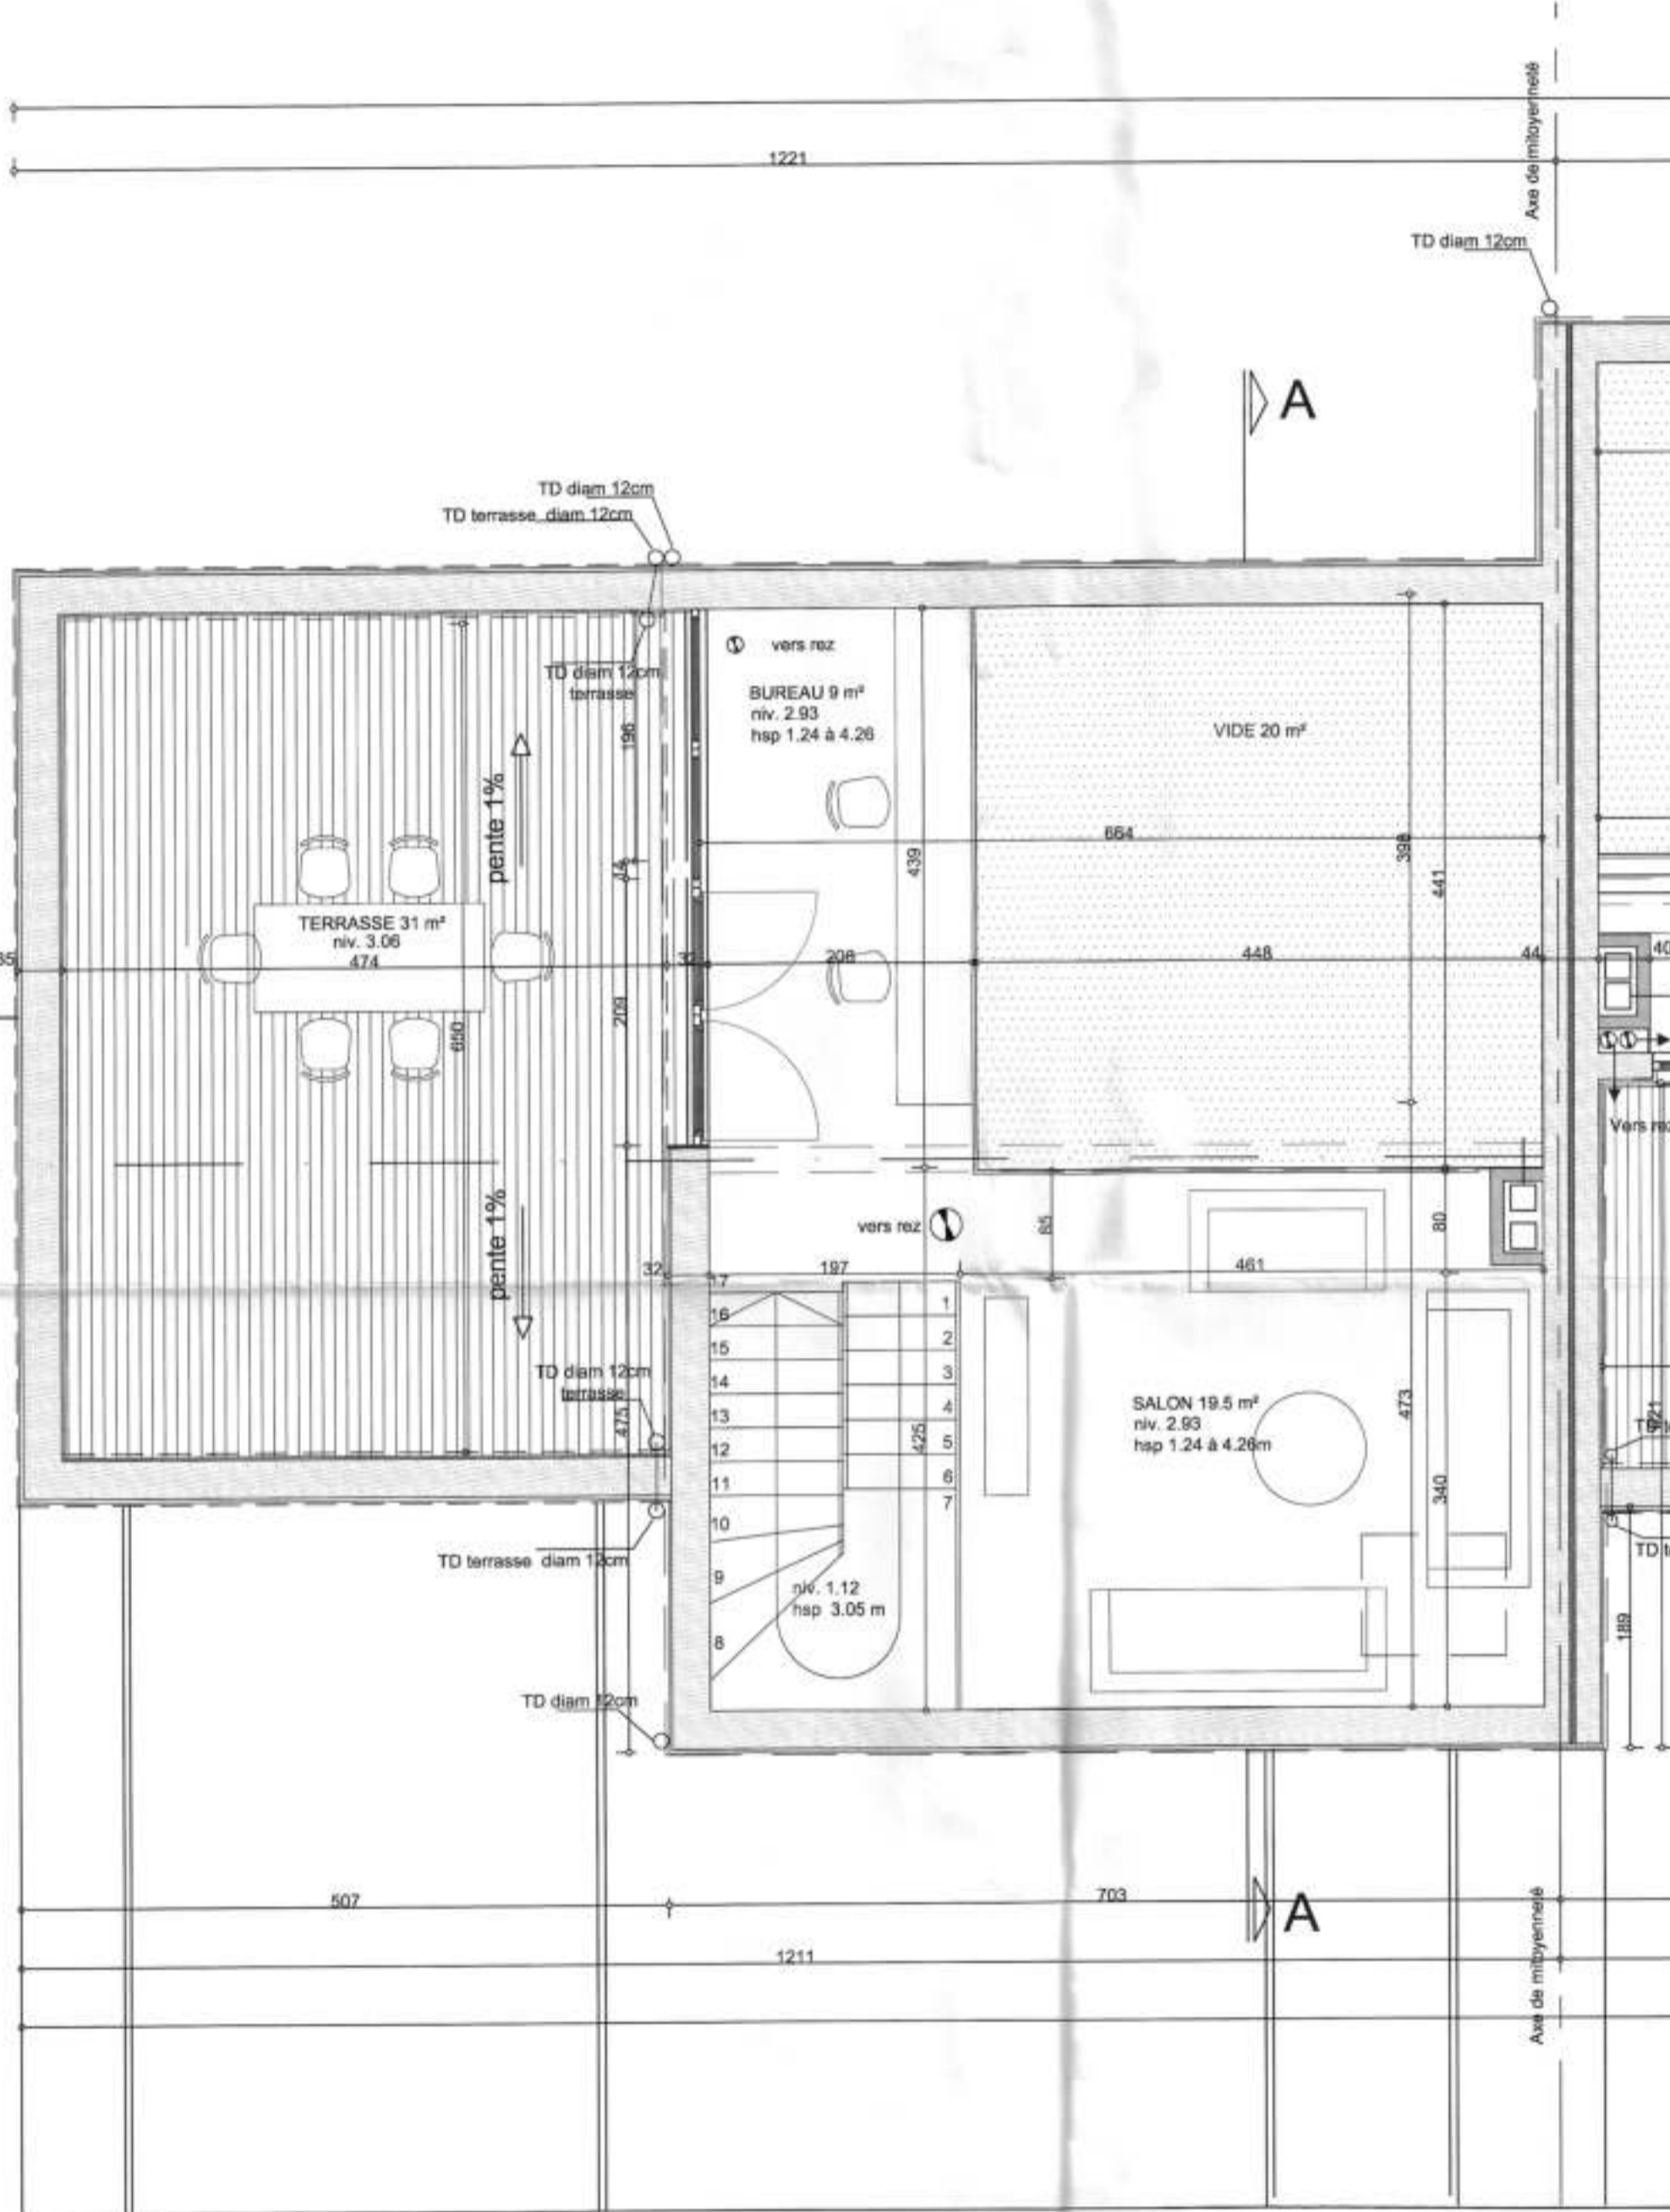 Axe de mitoyenneté
1221
TD diam 12cm
A
TD diam 12cm
TD terrasse diam 12cm
vers rez
TD diam 12cm
terrasse
BUREAU 9 m²
niv. 2.93
hsp 1.24 à 4.26
VIDE 20 m²
196
pente 1%
664
439
398
441
14
TERRASSE 31 m²
niv. 3.06
474
32
208
448
44
40
209
650
Vers rez
pente 1%
vers rez
65
80
32
197
461
17
16
15
14
13
12
11
10
9
8
1
2
3
4
5
6
7
TD diam 12cm
terrasse
475
425
SALON 19.5 m²
niv. 2.93
hsp 1.24 à 4.26m
473
340
TD terrasse diam 12cm
niv. 1.12
hsp 3.05 m
189
TD diam 12cm
507
703
A
1211
Axe de mitoyenneté